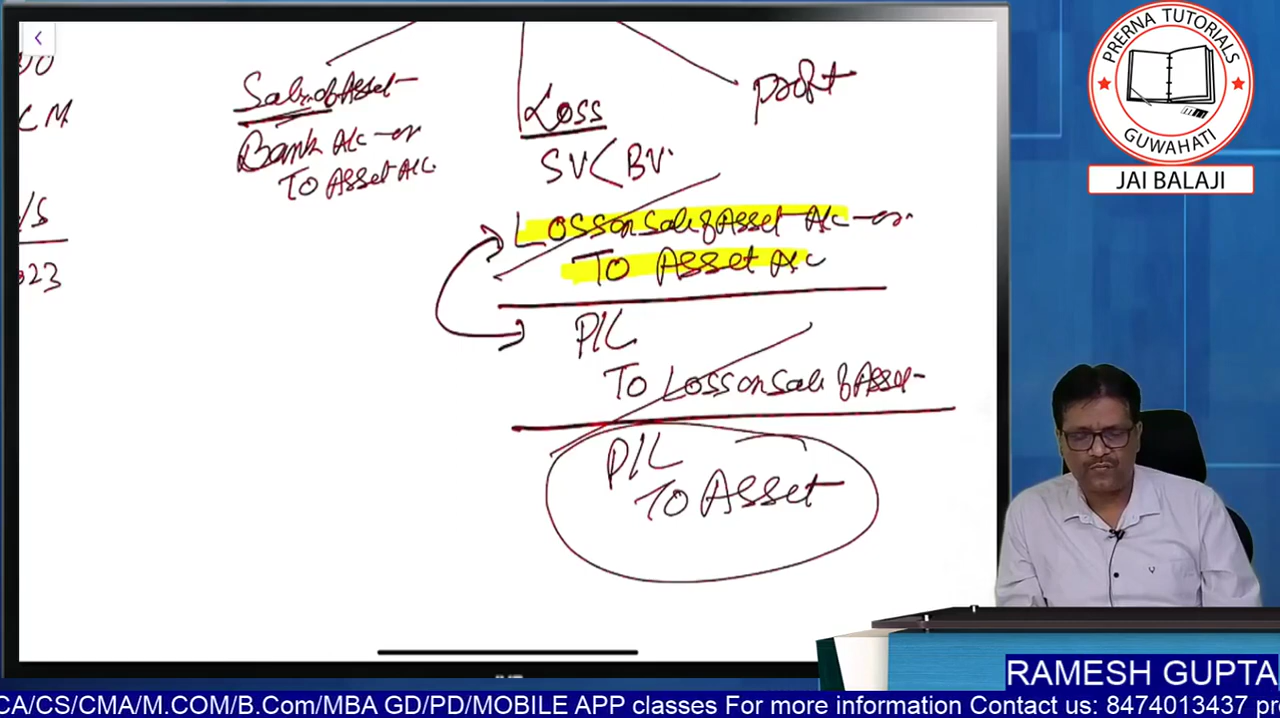 CM
Sale of Asset
Bank A/c — Dr
To Asset A/c
Loss
SV < BV
Loss on Sale of Asset A/c — Dr
To Asset A/c
P/L
To Loss on Sale of Asset
P/L
To Asset
profit
PRERNA TUTORIALS
GUWAHATI
JAI BALAJI
RAMESH GUPTA
CA/CS/CMA/M.COM/B.Com/MBA GD/PD/MOBILE APP classes For more information Contact us: 8474013437